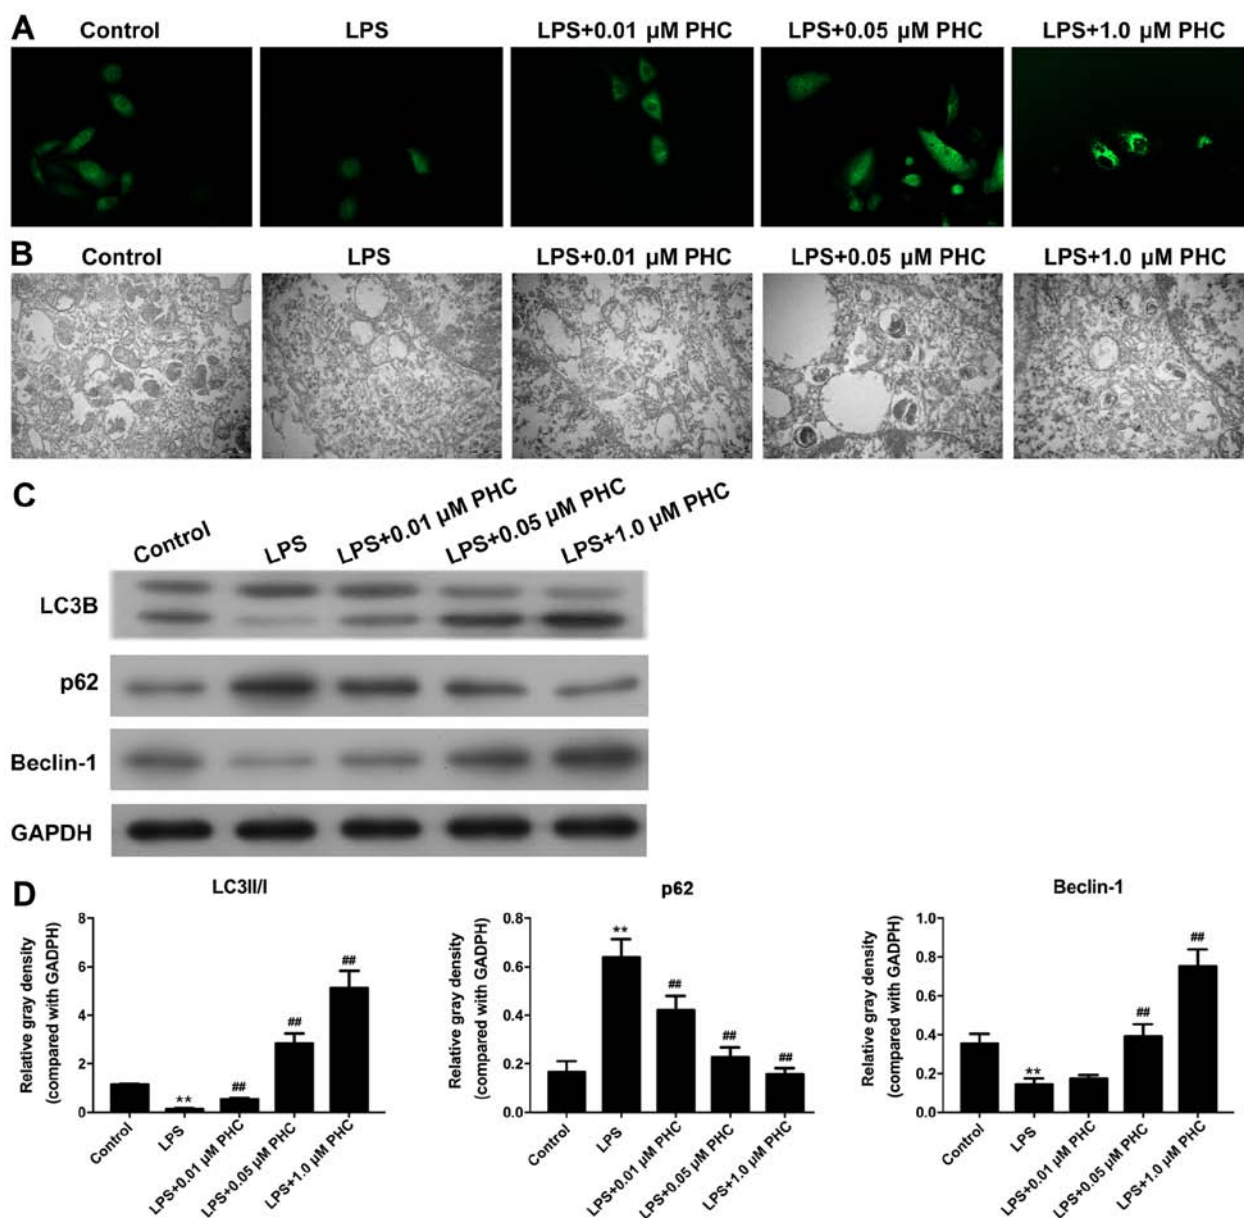 A
Control
LPS
LPS+0.01 μM PHC
LPS+0.05 μM PHC
LPS+1.0 μM PHC
B
Control
LPS
LPS+0.01 μM PHC
LPS+0.05 μM PHC
LPS+1.0 μM PHC
C
Control
LPS
LPS+0.01 μM PHC
LPS+0.05 μM PHC
LPS+1.0 μM PHC
LC3B
p62
Beclin-1
GAPDH
D
LC3II/I
Relative gray density
(compared with GADPH)
8
6
4
2
0
**
##
##
##
Control
LPS
LPS+0.01 μM PHC
LPS+0.05 μM PHC
LPS+1.0 μM PHC
p62
Relative gray density
(compared with GADPH)
0.8
0.6
0.4
0.2
0.0
**
##
##
##
Control
LPS
LPS+0.01 μM PHC
LPS+0.05 μM PHC
LPS+1.0 μM PHC
Beclin-1
Relative gray density
(compared with GADPH)
1.0
0.8
0.6
0.4
0.2
0.0
**
##
##
Control
LPS
LPS+0.01 μM PHC
LPS+0.05 μM PHC
LPS+1.0 μM PHC